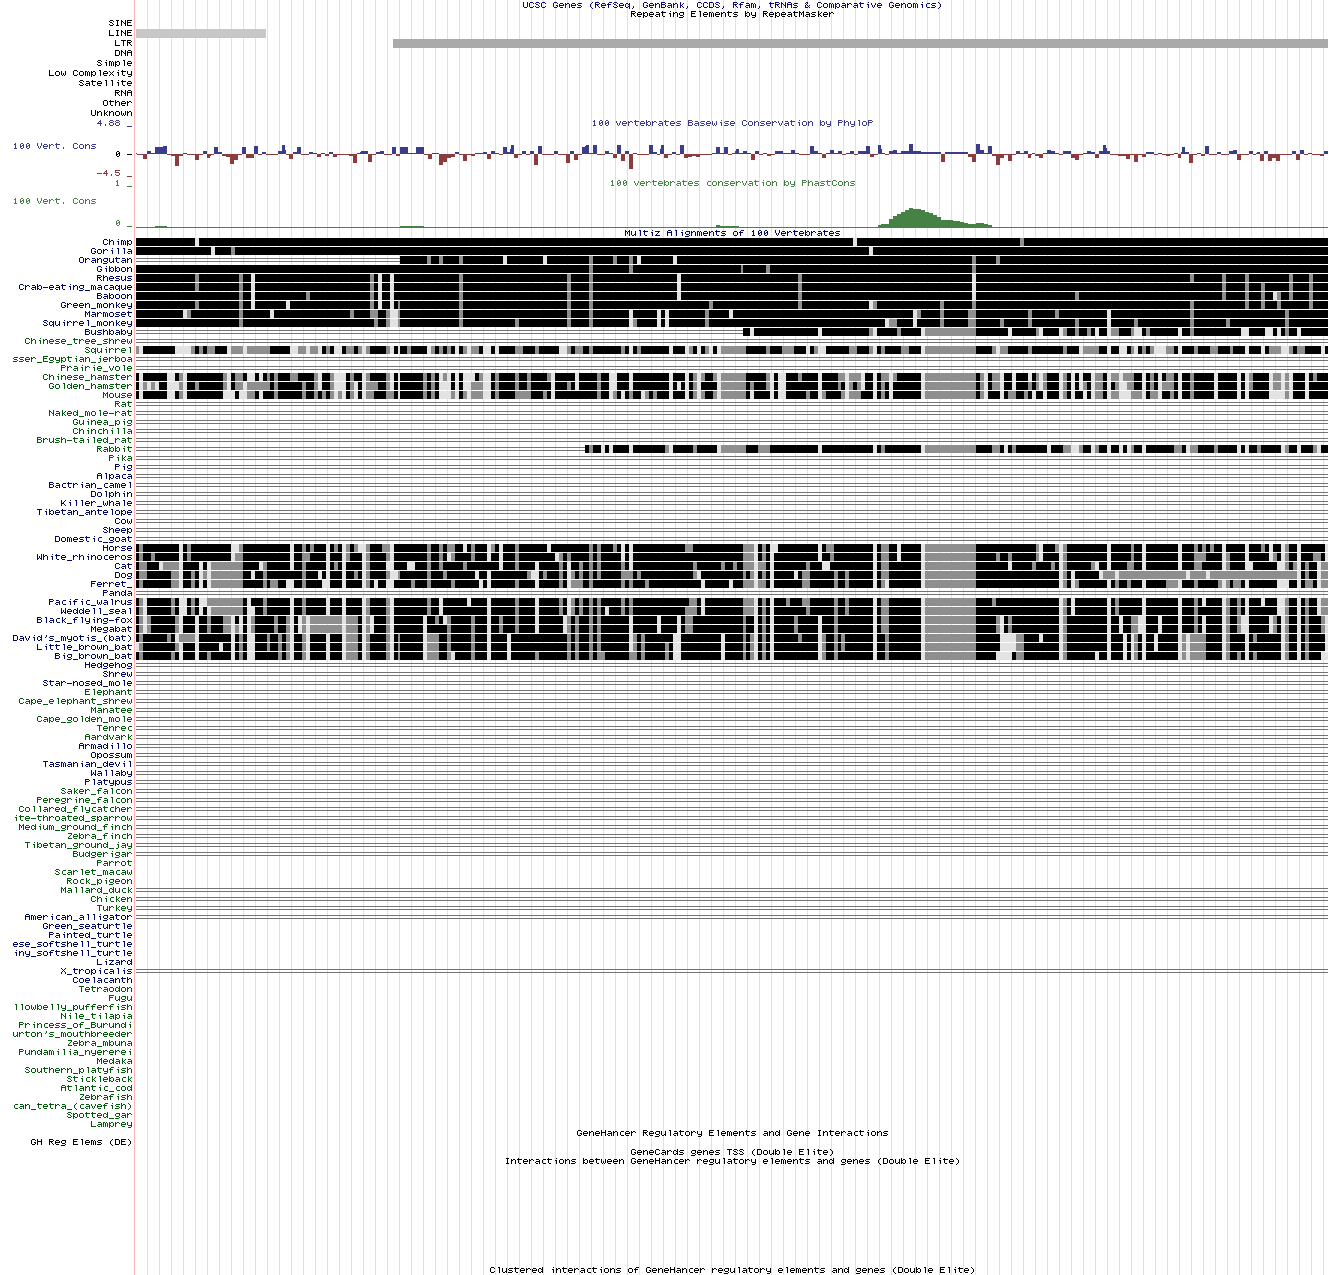 UCSC Genes (RefSeq, GenBank, CCDS, Rfam, tRNAs & Comparative Genomics)
Repeating Elements by RepeatMasker
SINE
LINE
LTR
DNA
Simple
Low Complexity
Satellite
RNA
Other
Unknown
4.88 _
100 vertebrates Basewise Conservation by PhyloP
100 Vert. Cons
0 _
-4.5 _
1 _
100 vertebrates conservation by PhastCons
100 Vert. Cons
0 _
Multiz Alignments of 100 Vertebrates
Chimp
Gorilla
Orangutan
Gibbon
Rhesus
Crab-eating_macaque
Baboon
Green_monkey
Marmoset
Squirrel_monkey
Bushbaby
Chinese_tree_shrew
Squirrel
sser_Egyptian_jerboa
Prairie_vole
Chinese_hamster
Golden_hamster
Mouse
Rat
Naked_mole-rat
Guinea_pig
Chinchilla
Brush-tailed_rat
Rabbit
Pika
Pig
Alpaca
Bactrian_camel
Dolphin
Killer_whale
Tibetan_antelope
Cow
Sheep
Domestic_goat
Horse
White_rhinoceros
Cat
Dog
Ferret_
Panda
Pacific_walrus
Weddell_seal
Black_flying-fox
Megabat
David's_myotis_(bat)
Little_brown_bat
Big_brown_bat
Hedgehog
Shrew
Star-nosed_mole
Elephant
Cape_elephant_shrew
Manatee
Cape_golden_mole
Tenrec
Aardvark
Armadillo
Opossum
Tasmanian_devil
Wallaby
Platypus
Saker_falcon
Peregrine_falcon
Collared_flycatcher
ite-throated_sparrow
Medium_ground_finch
Zebra_finch
Tibetan_ground_jay
Budgerigar
Parrot
Scarlet_macaw
Rock_pigeon
Mallard_duck
Chicken
Turkey
American_alligator
Green_seaturtle
Painted_turtle
ese_softshell_turtle
iny_softshell_turtle
Lizard
X_tropicalis
Coelacanth
Tetraodon
Fugu
llowbelly_pufferfish
Nile_tilapia
Princess_of_Burundi
urton's_mouthbreeder
Zebra_mbuna
Pundamilia_nyererei
Medaka
Southern_platyfish
Stickleback
Atlantic_cod
Zebrafish
can_tetra_(cavefish)
Spotted_gar
Lamprey
GeneHancer Regulatory Elements and Gene Interactions
GH Reg Elems (DE)
GeneCards genes TSS (Double Elite)
Interactions between GeneHancer regulatory elements and genes (Double Elite)
Clustered interactions of GeneHancer regulatory elements and genes (Double Elite)